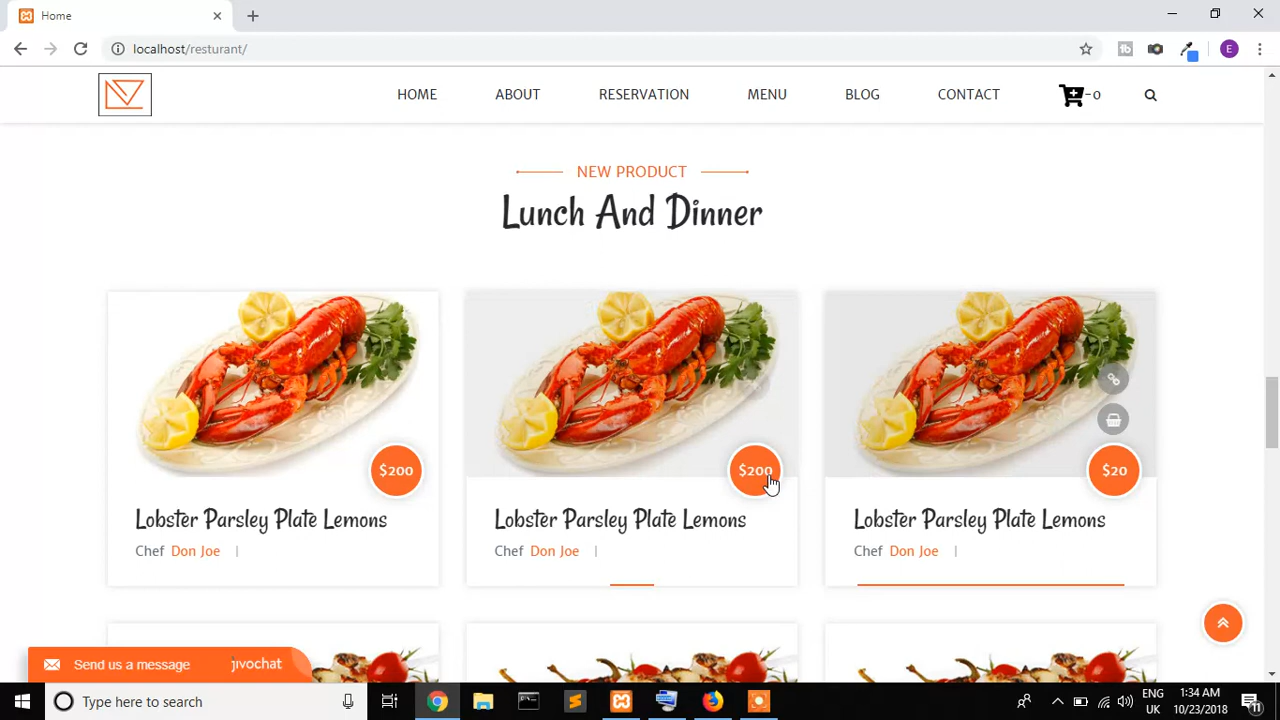 Home
localhost/resturant/
E
HOME
ABOUT
RESERVATION
MENU
BLOG
CONTACT
-0
NEW PRODUCT
Lunch And Dinner
$200
$200
$20
Lobster Parsley Plate Lemons
Lobster Parsley Plate Lemons
Lobster Parsley Plate Lemons
Chef Don Joe |
Chef Don Joe |
Chef Don Joe |
Send us a message
jivochat
Type here to search
ENG
UK
1:34 AM
10/23/2018
11